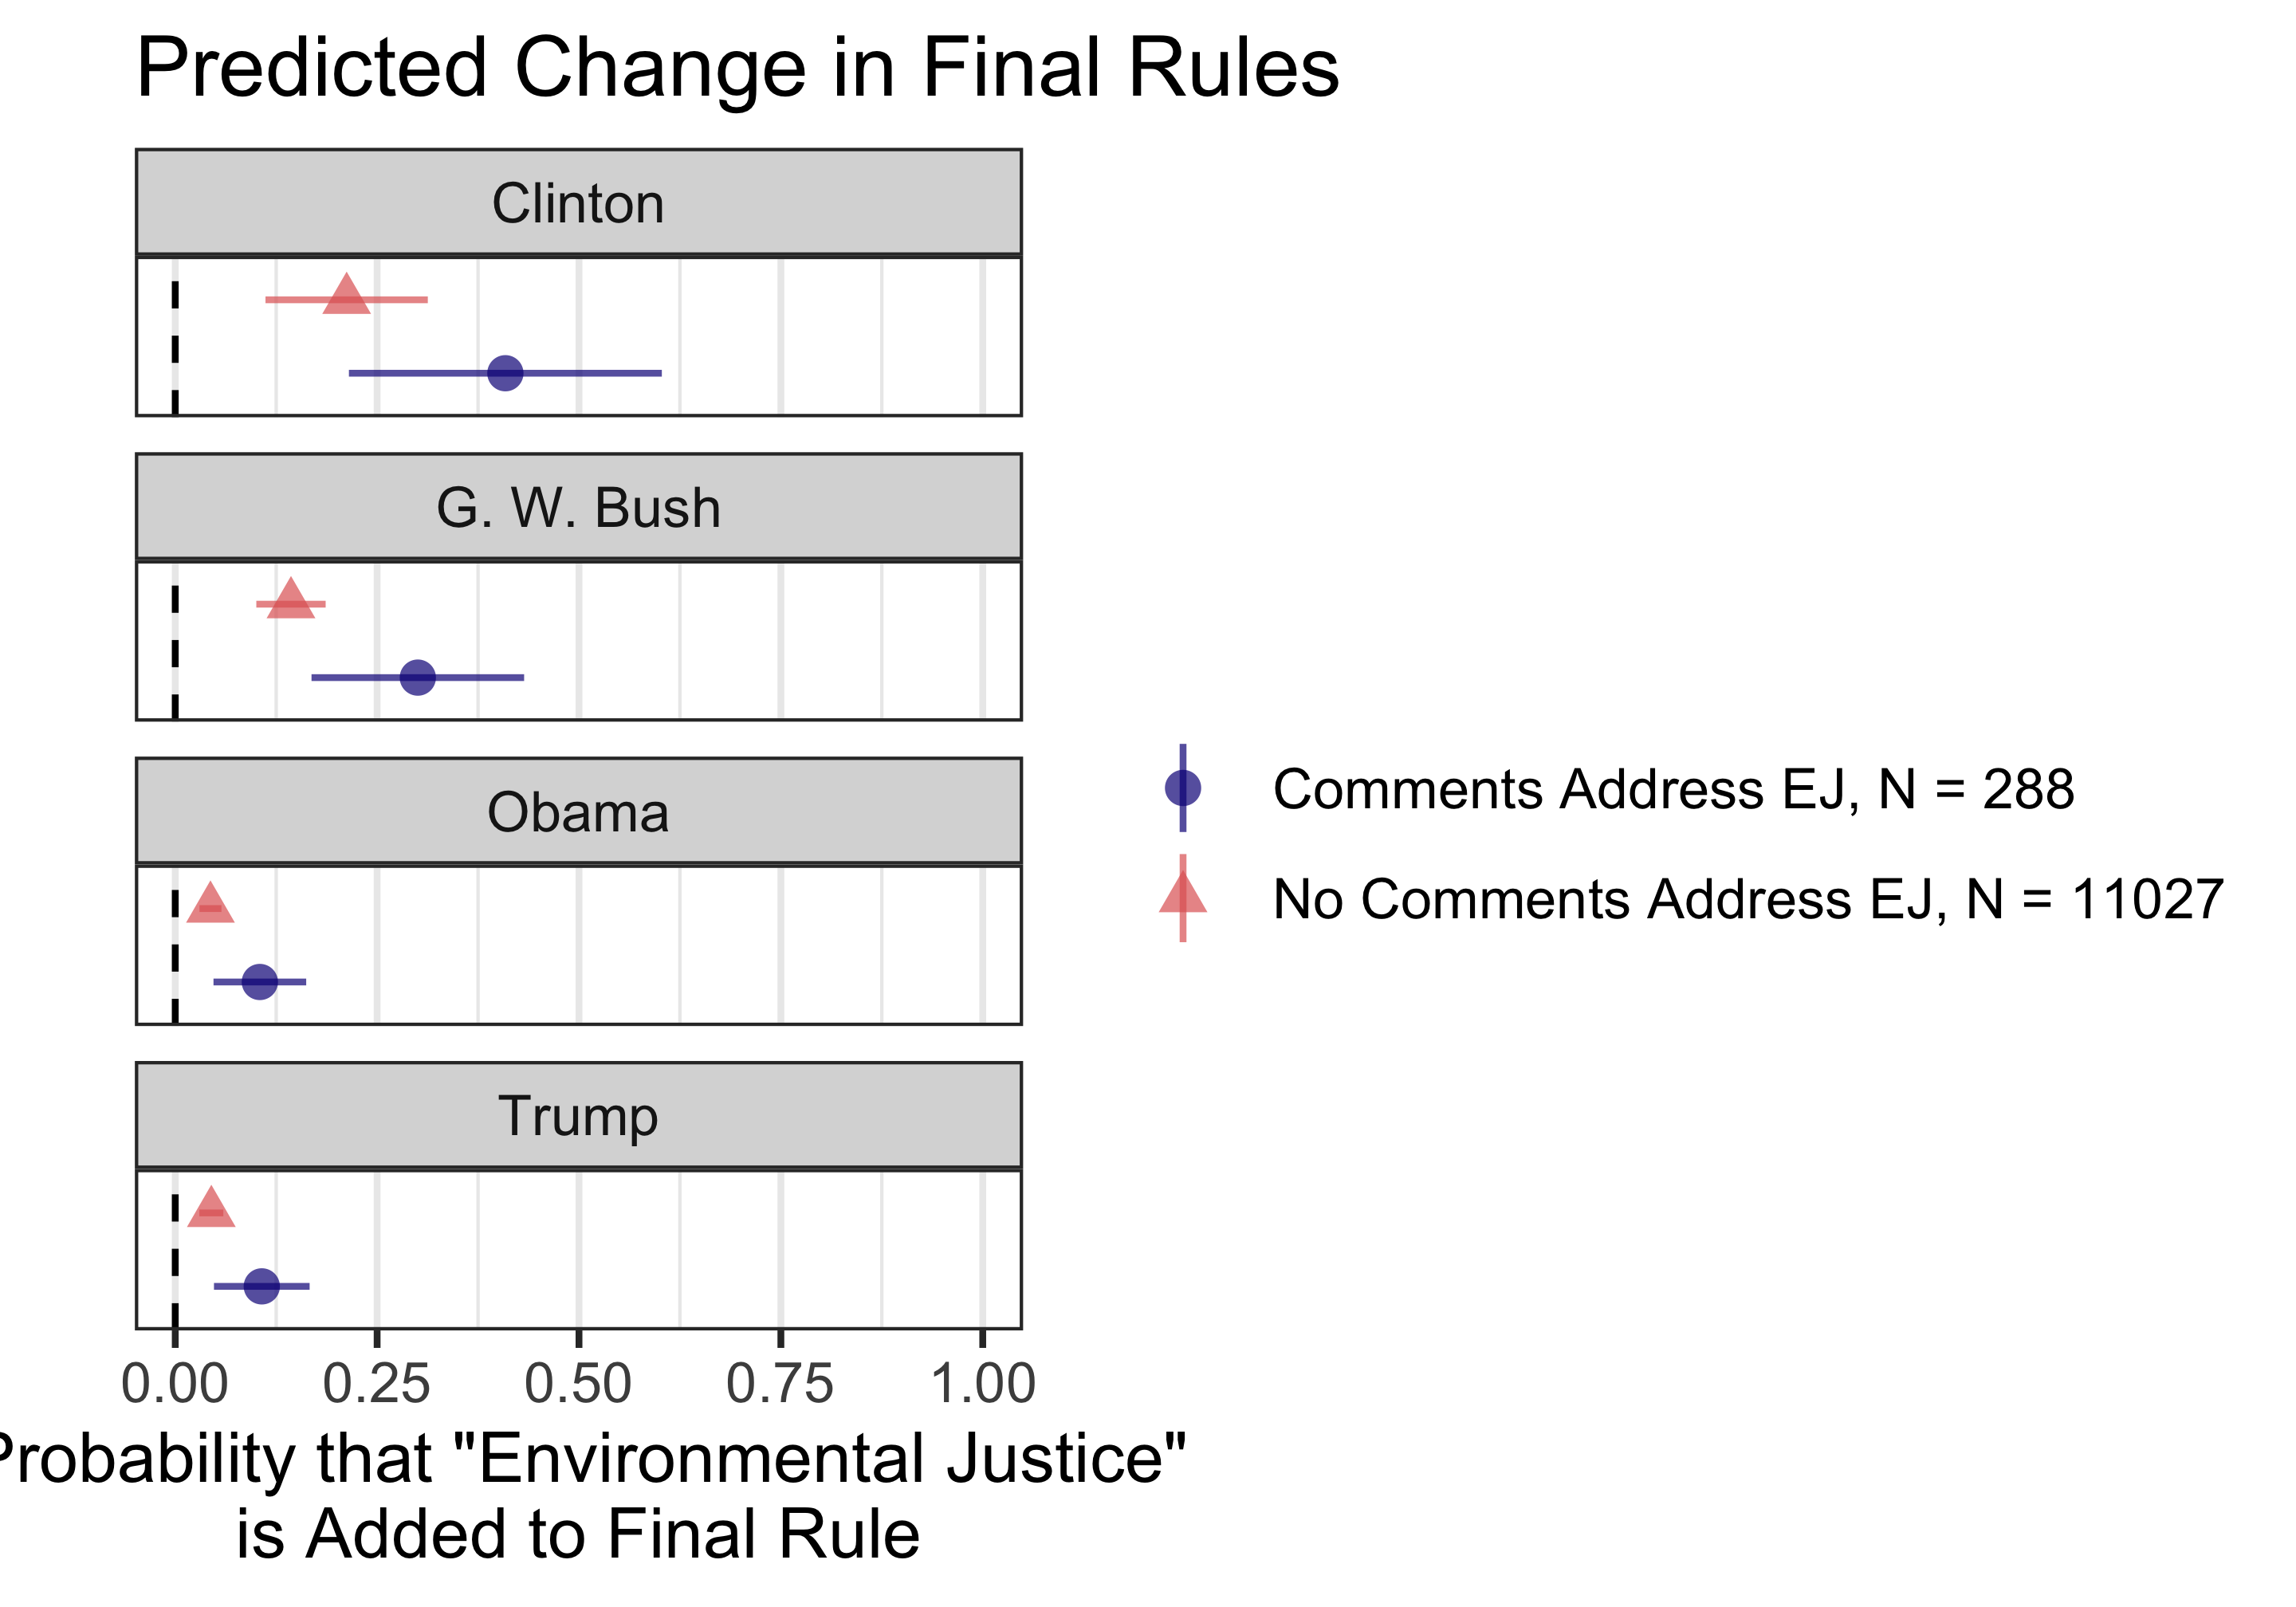 Predicted Change in Final Rules
Clinton
G. W. Bush
Obama
Trump
Comments Address EJ, N = 288
No Comments Address EJ, N = 11027
0.00 0.25 0.50 0.75 1.00
Probability that "Environmental Justice"
is Added to Final Rule